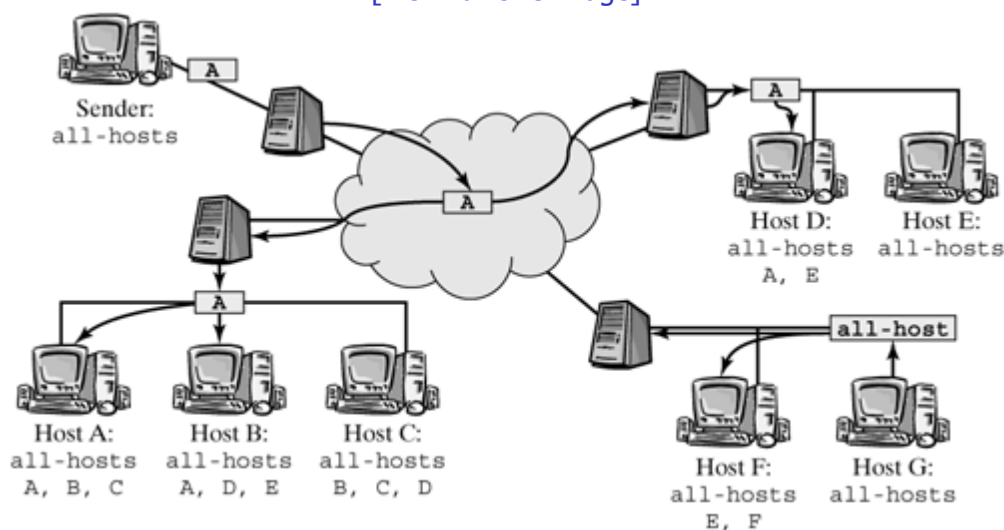 A
Sender:
all-hosts
A
A
Host D:
all-hosts
A, E
Host E:
all-hosts
A
Host A:
all-hosts
A, B, C
Host B:
all-hosts
A, D, E
Host C:
all-hosts
B, C, D
all-host
Host F:
all-hosts
E, F
Host G:
all-hosts